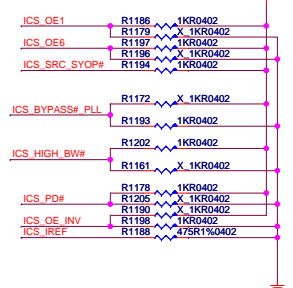 ICS_OE1 R1186 1KR0402
R1179 X_1KR0402
ICS_OE6 R1197 1KR0402
R1196 X_1KR0402
ICS_SRC_SYOP# R1194 1KR0402
R1172 X_1KR0402
ICS_BYPASS#_PLL
R1193 1KR0402
R1202 1KR0402
ICS_HIGH_BW#
R1161 X_1KR0402
R1178 1KR0402
ICS_PD# R1205 X_1KR0402
R1190 X_1KR0402
ICS_OE_INV R1198 1KR0402
ICS_IREF R1188 475R1%0402